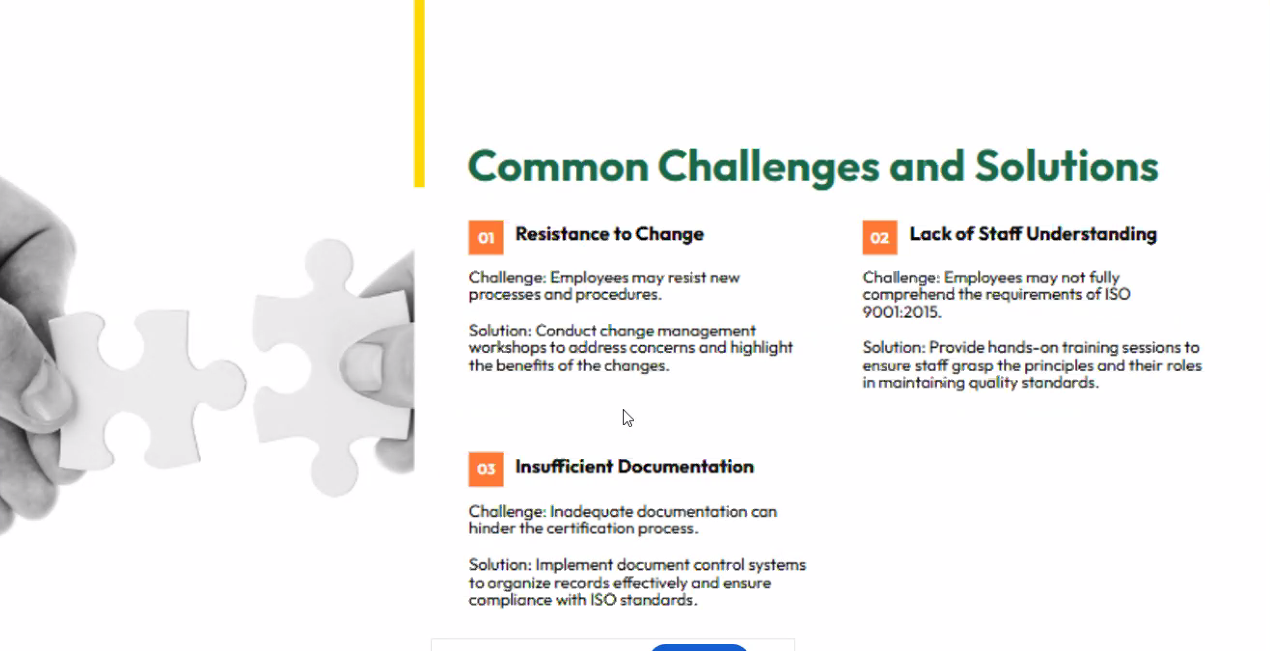 Common Challenges and Solutions
01 Resistance to Change
Challenge: Employees may resist new
processes and procedures.
Solution: Conduct change management
workshops to address concerns and highlight
the benefits of the changes.
02 Lack of Staff Understanding
Challenge: Employees may not fully
comprehend the requirements of ISO
9001:2015.
Solution: Provide hands-on training sessions to
ensure staff grasp the principles and their roles
in maintaining quality standards.
03 Insufficient Documentation
Challenge: Inadequate documentation can
hinder the certification process.
Solution: Implement document control systems
to organize records effectively and ensure
compliance with ISO standards.